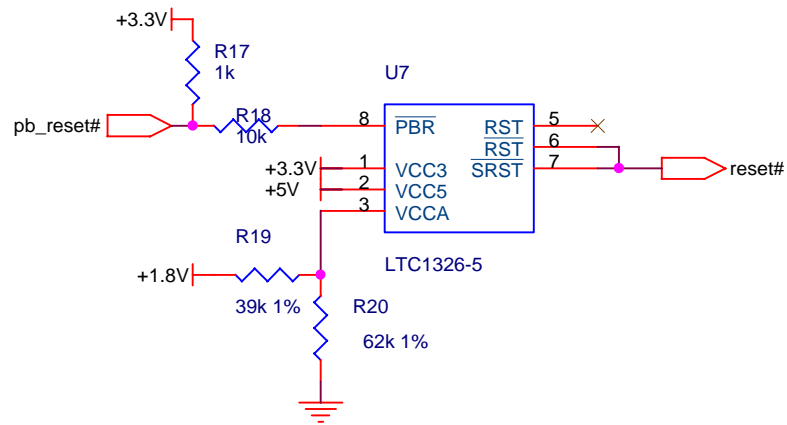 +3.3V
R17
1k
U7
pb_reset#
R18
10k
8
PBR
RST
5
RST
6
+3.3V
1
VCC3
SRST
7
reset#
+5V
2
VCC5
3
VCCA
R19
LTC1326-5
+1.8V
39k 1%
R20
62k 1%